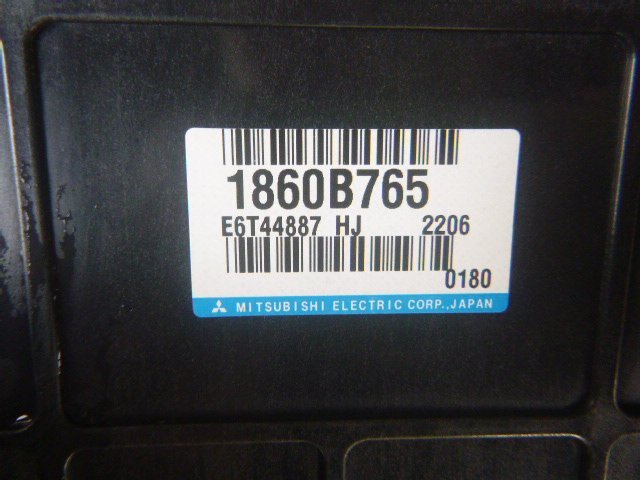 1860B765
E6T44887 HJ 2206
0180
MITSUBISHI ELECTRIC CORP., JAPAN